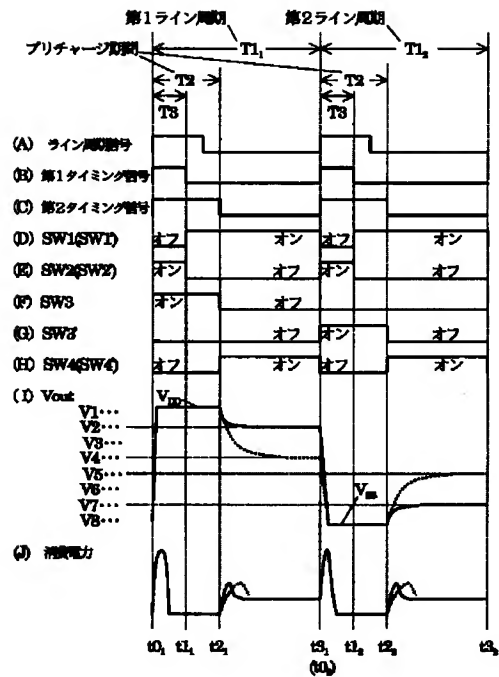 第1ライン周期 第2ライン周期
T1₁ T1₂
プリチャージ期間
T2 T2
T3 T3
(A) ライン周期信号
(B) 第1タイミング信号
(C) 第2タイミング信号
(D) SW1(SW1') オフ オン オフ オン
(E) SW2(SW2') オン オフ オン オフ
(F) SW3 オン オフ
(G) SW3' オフ オン オフ
(H) SW4(SW4') オフ オン オフ オン
(I) Vout
V_DD
V1…
V2…
V3…
V4…
V5…
V6… V_SS
V7…
V8…
(J) 消費電力
t0₁ t1₁ t2₁ t3₁ t1₂ t2₂ t3₂
(t0₂)